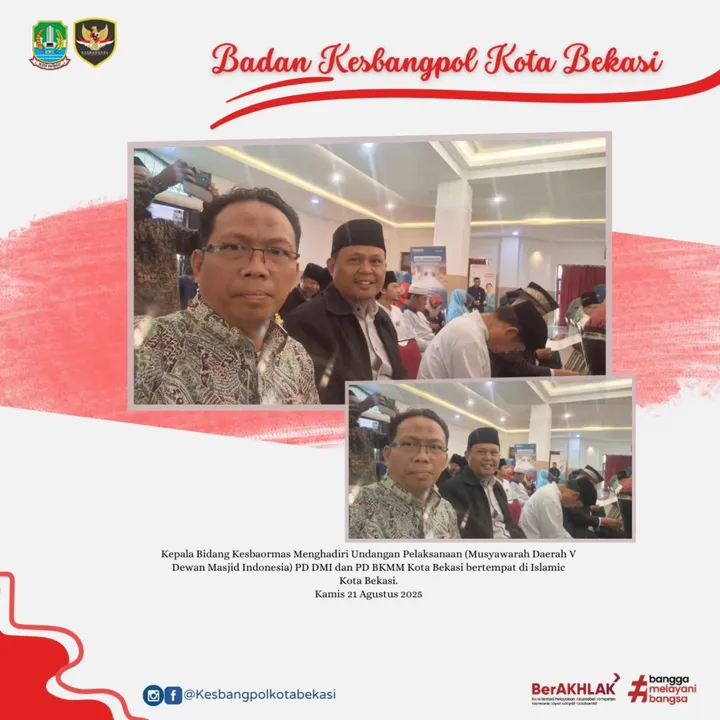 Badan Kesbangpol Kota Bekasi
Kepala Bidang Kesbaormas Menghadiri Undangan Pelaksanaan (Musyawarah Daerah V
Dewan Masjid Indonesia) PD DMI dan PD BKMM Kota Bekasi bertempat di Islamic
Kota Bekasi.
Kamis 21 Agustus 2025
@Kesbangpolkotabekasi
BerAKHLAK
#bangga
melayani
bangsa